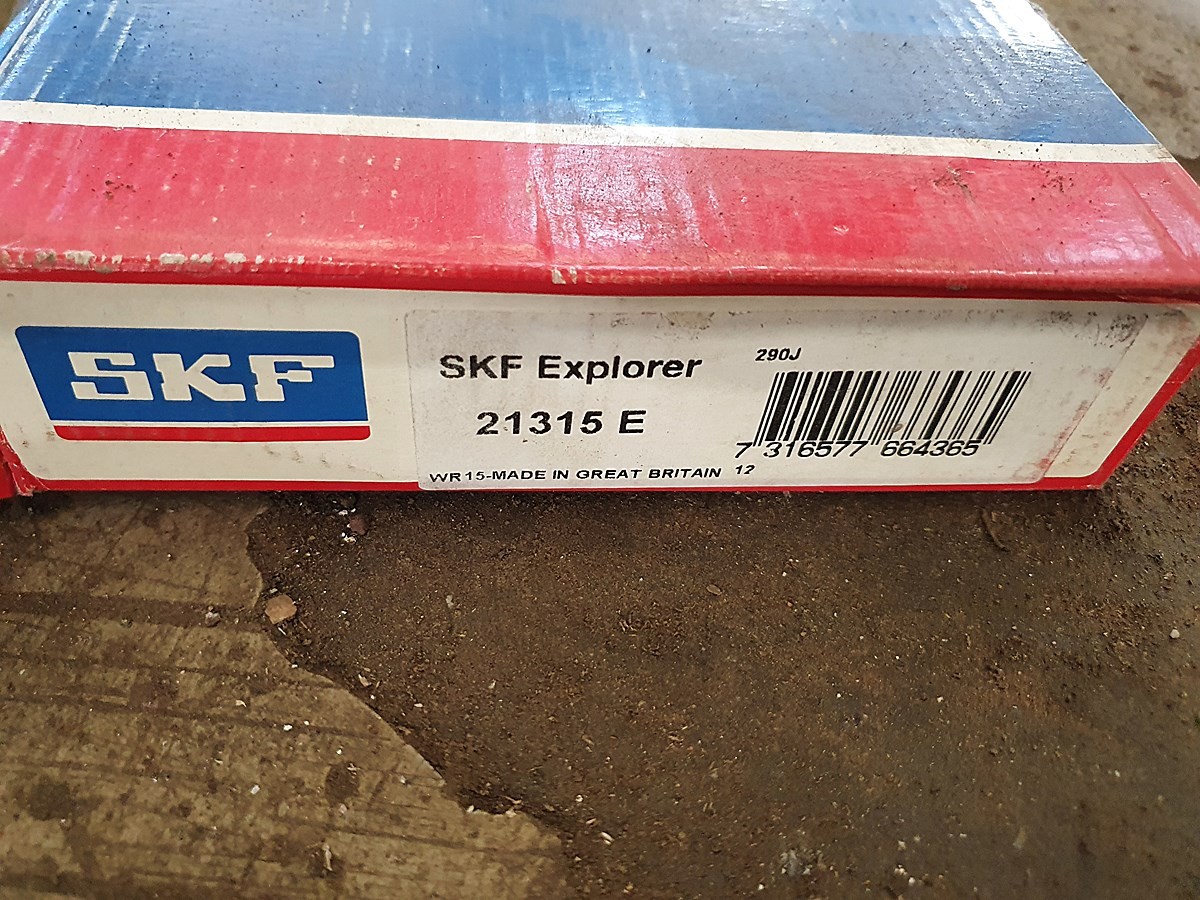 SKF
SKF Explorer
290J
21315 E
7 316577 664365
WR15-MADE IN GREAT BRITAIN 12